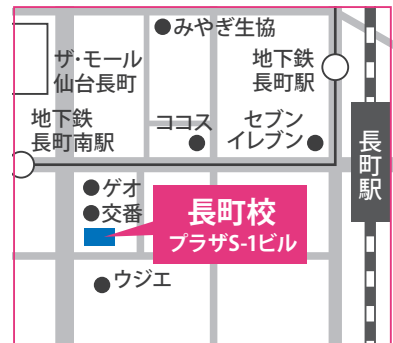 ●みやぎ生協
ザ・モール
仙台長町
地下鉄
長町駅
地下鉄
長町南駅
ココス
セブン
イレブン
長町駅
ゲオ
交番
長町校
プラザS-1ビル
ウジエ